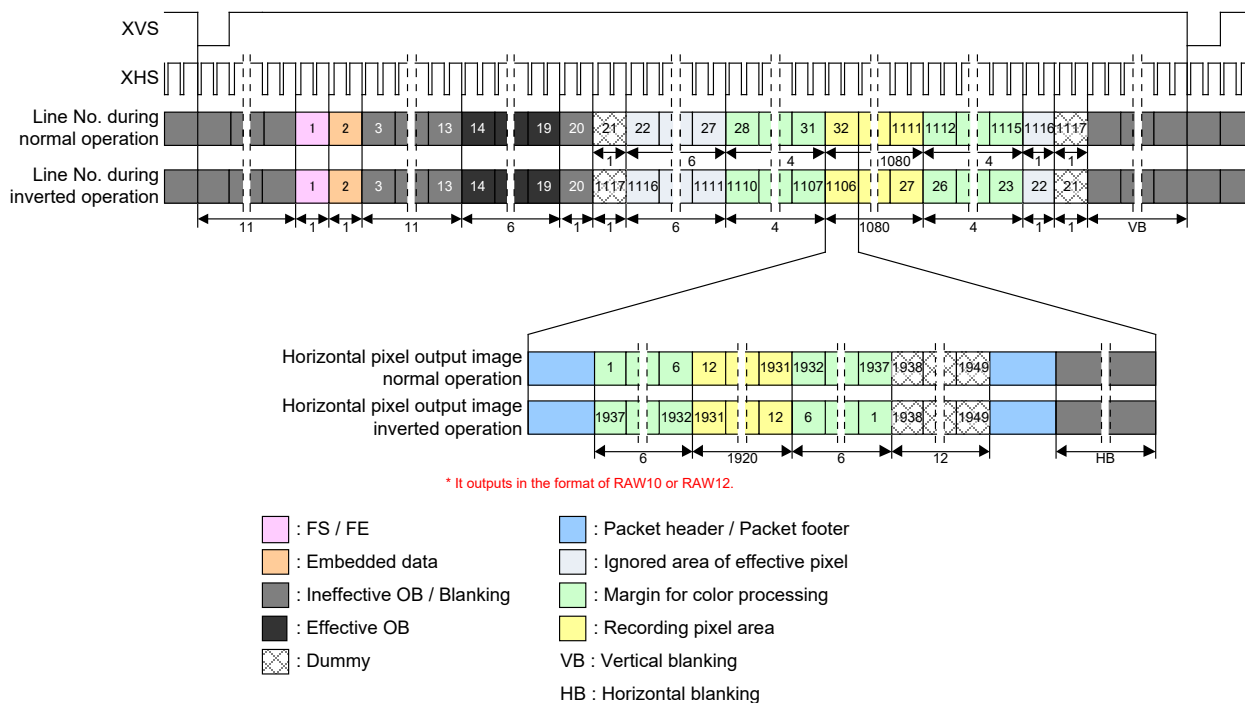 XVS
XHS
Line No. during
normal operation
1 2 3 13 14 19 20 21 22 27 28 31 32 1111 1112 1115 1116 1117
1 6 4 1080 4 1 1
Line No. during
inverted operation
1 2 3 13 14 19 20 1117 1116 1111 1110 1107 1106 27 26 23 22 21
11 1 1 11 6 1 1 6 4 1080 4 1 1 VB
Horizontal pixel output image
normal operation
1 6 12 1931 1932 1937 1938 1949
Horizontal pixel output image
inverted operation
1937 1932 1931 12 6 1 1938 1949
6 1920 6 12 HB
* It outputs in the format of RAW10 or RAW12.
: FS / FE
: Embedded data
: Ineffective OB / Blanking
: Effective OB
: Dummy
: Packet header / Packet footer
: Ignored area of effective pixel
: Margin for color processing
: Recording pixel area
VB : Vertical blanking
HB : Horizontal blanking